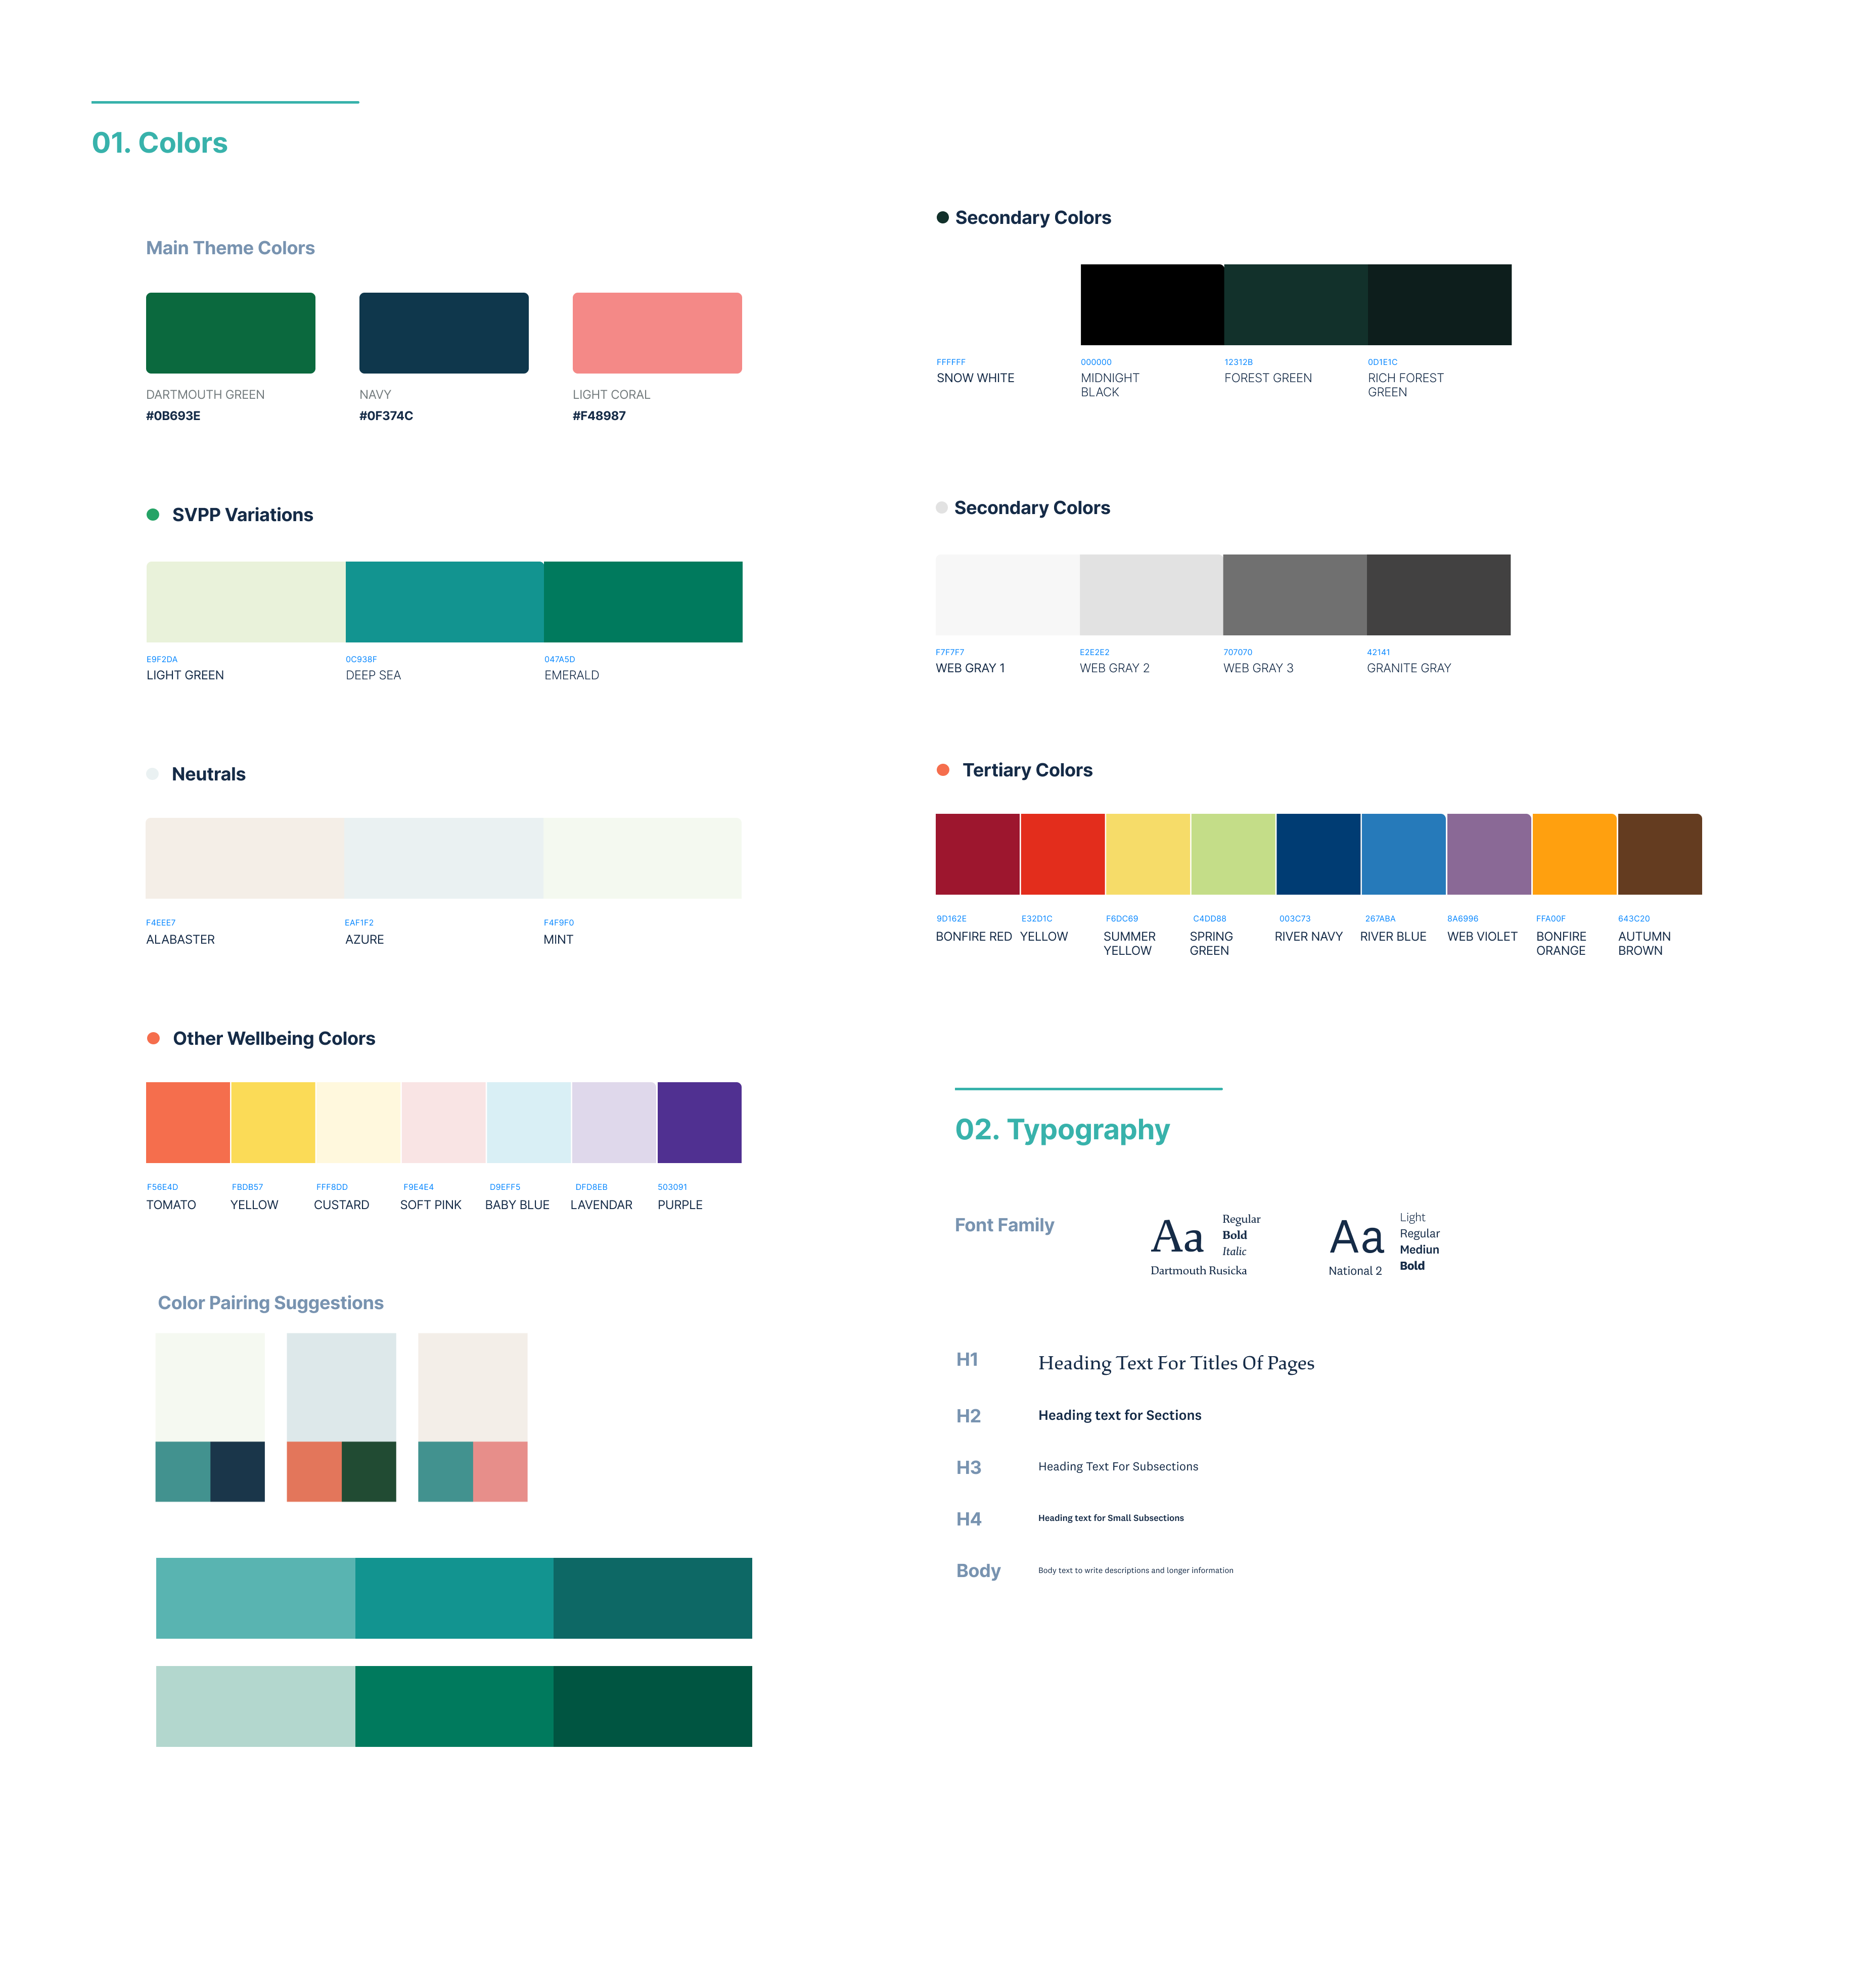 01. Colors
Main Theme Colors
DARTMOUTH GREEN
#0B693E
NAVY
#0F374C
LIGHT CORAL
#F48987
SVPP Variations
E9F2DA
LIGHT GREEN
0C938F
DEEP SEA
047A5D
EMERALD
Neutrals
F4EEE7
ALABASTER
EAF1F2
AZURE
F4F9F0
MINT
Other Wellbeing Colors
F56E4D
TOMATO
FBDB57
YELLOW
FFF8DD
CUSTARD
F9E4E4
SOFT PINK
D9EFF5
BABY BLUE
DFD8EB
LAVENDAR
503091
PURPLE
Color Pairing Suggestions
Secondary Colors
FFFFFF
SNOW WHITE
000000
MIDNIGHT
BLACK
12312B
FOREST GREEN
0D1E1C
RICH FOREST
GREEN
Secondary Colors
F7F7F7
WEB GRAY 1
E2E2E2
WEB GRAY 2
707070
WEB GRAY 3
42141
GRANITE GRAY
Tertiary Colors
9D162E
BONFIRE RED
E32D1C
YELLOW
F6DC69
SUMMER
YELLOW
C4DD88
SPRING
GREEN
003C73
RIVER NAVY
267ABA
RIVER BLUE
8A6996
WEB VIOLET
FFA00F
BONFIRE
ORANGE
643C20
AUTUMN
BROWN
02. Typography
Font Family
Aa
Regular
Bold
Italic
Dartmouth Rusicka
Aa
Light
Regular
Mediun
Bold
National 2
H1
Heading Text For Titles Of Pages
H2
Heading text for Sections
H3
Heading Text For Subsections
H4
Heading text for Small Subsections
Body
Body text to write descriptions and longer information